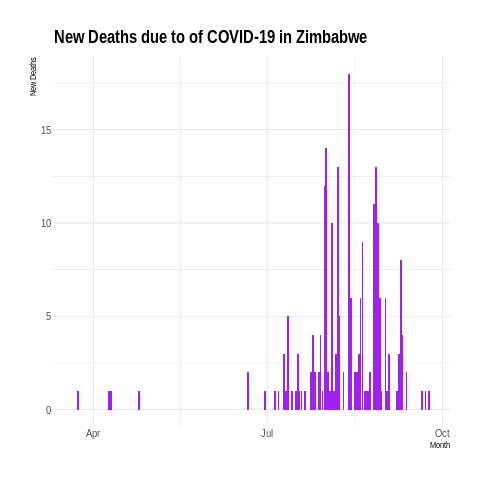 New Deaths due to of COVID-19 in Zimbabwe
New Deaths
15
10
5
0
Apr
Jul
Oct
Month